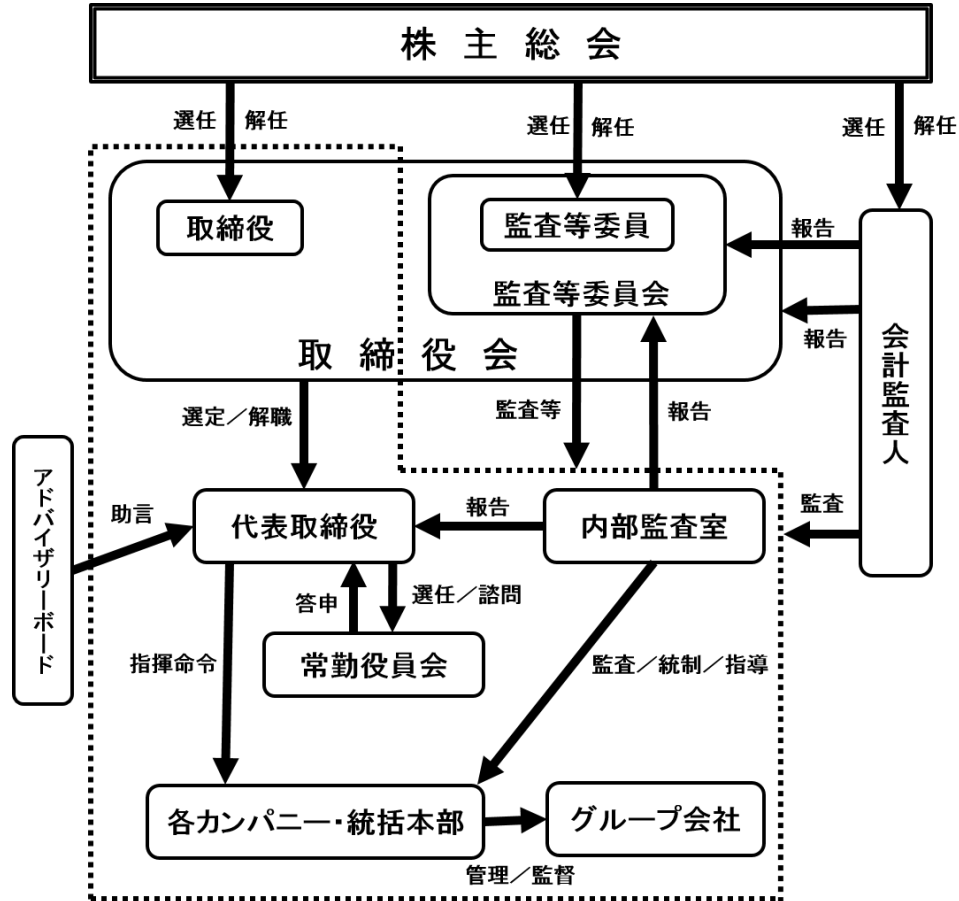 株主総会
選任
解任
選任
解任
選任
解任
取締役
監査等委員
監査等委員会
取締役会
報告
報告
会計監査人
選定／解職
監査等
報告
アドバイザリーボード
助言
代表取締役
報告
内部監査室
監査
答申
選任／諮問
指揮命令
常勤役員会
監査／統制／指導
各カンパニー・統括本部
グループ会社
管理／監督